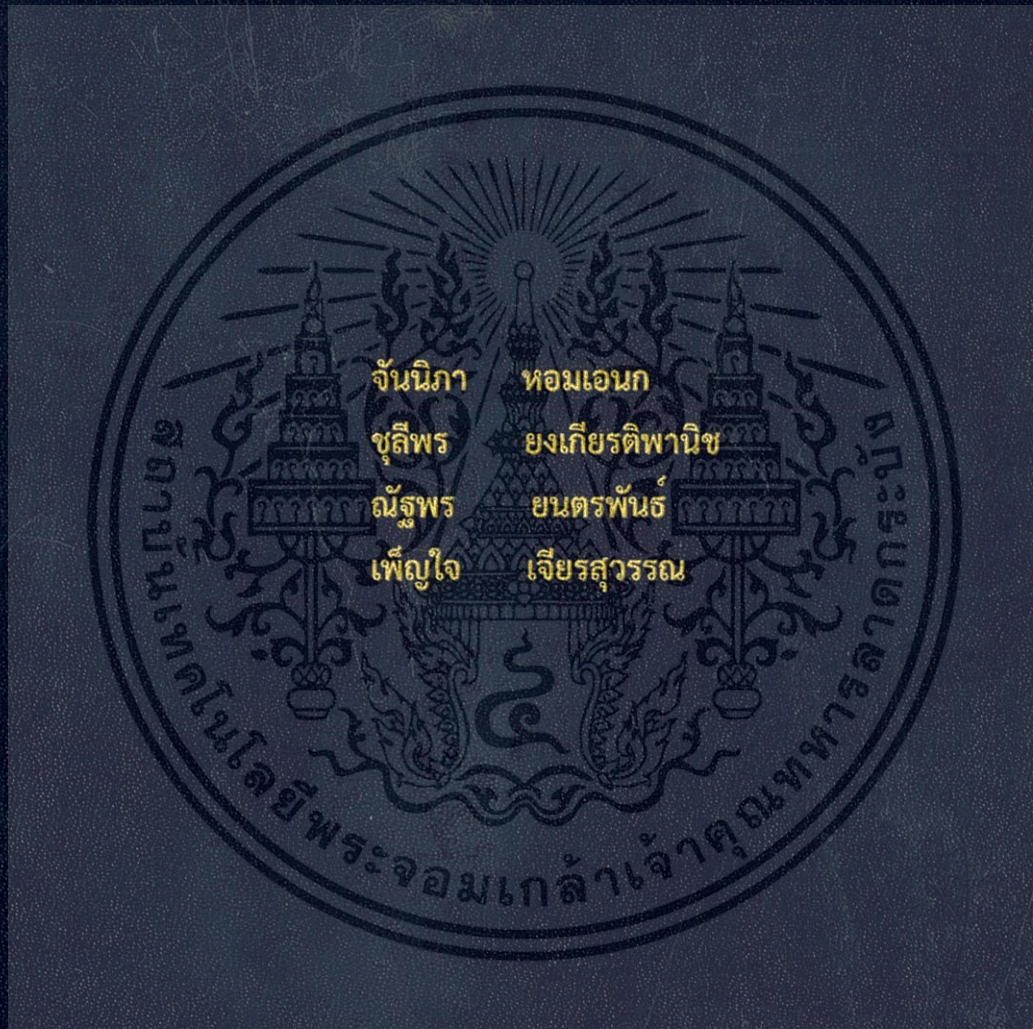 จันนิภา หอมเอนก
ชุลีพร ยงเกียรติพานิช
ณัฐพร ยนตรพันธ์
เพ็ญใจ เจียรสุวรรณ
๔
สถาบันเทคโนโลยีพระจอมเกล้าเจ้าคุณทหารลาดกระบัง